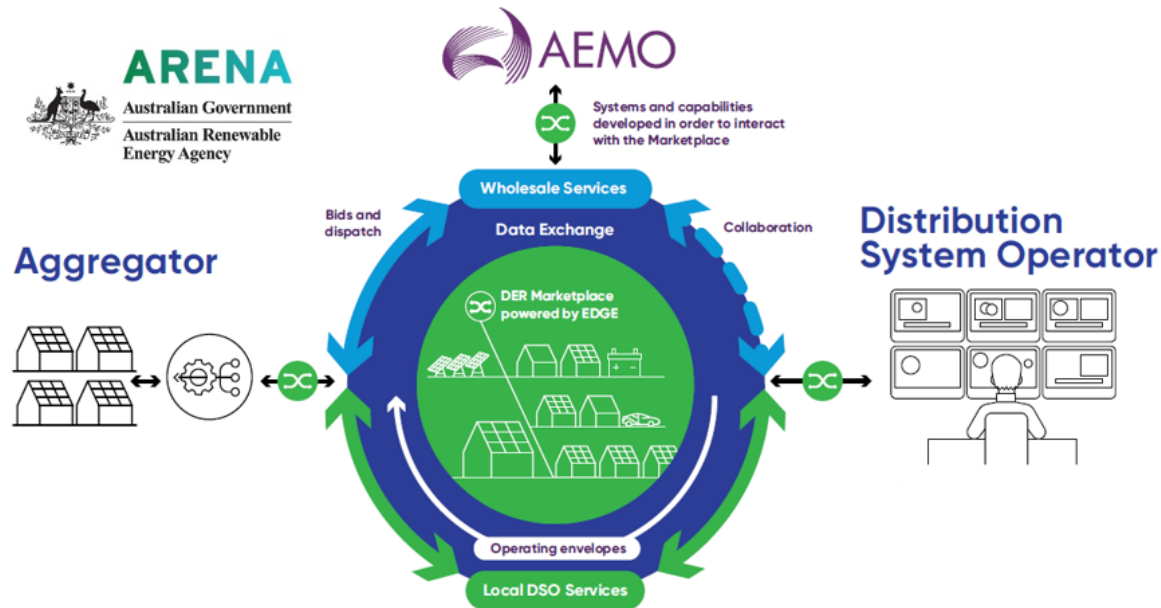 ARENA
Australian Government
Australian Renewable
Energy Agency
AEMO
Systems and capabilities
developed in order to interact
with the Marketplace
Wholesale Services
Bids and
dispatch
Data Exchange
Collaboration
Aggregator
Distribution
System Operator
DER Marketplace
powered by EDGE
Operating envelopes
Local DSO Services